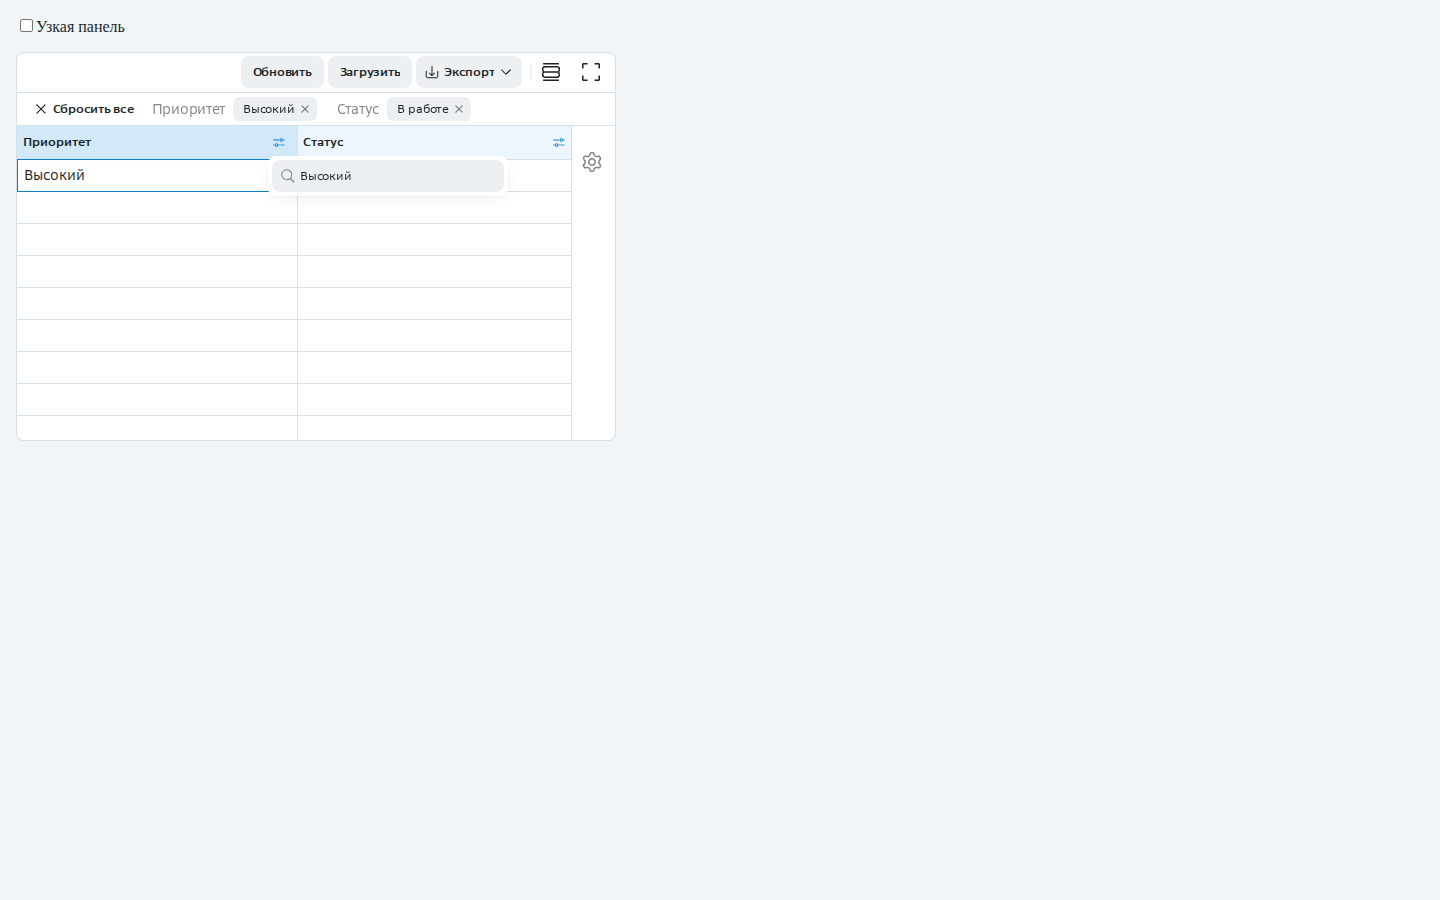 Узкая панель
Обновить Загрузить Экспорт
Сбросить все Приоритет Высокий Статус В работе
Приоритет Статус
Высокий Высокий